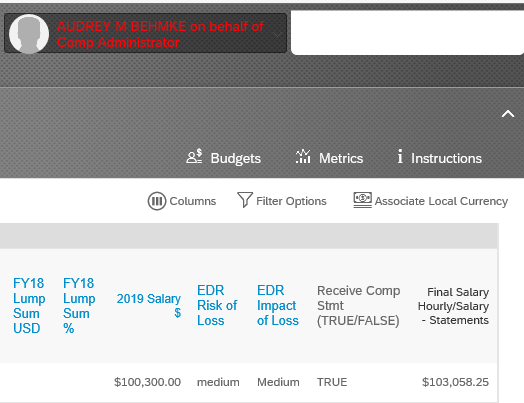 AUDREY M BEHMKE on behalf of
Comp Administrator
Budgets Metrics Instructions
Columns Filter Options Associate Local Currency
FY18
Lump
Sum
USD
FY18
Lump
Sum
%
2019 Salary
$
EDR
Risk of
Loss
EDR
Impact
of Loss
Receive Comp
Stmt
(TRUE/FALSE)
Final Salary
Hourly/Salary
- Statements
$100,300.00 medium Medium TRUE $103,058.25